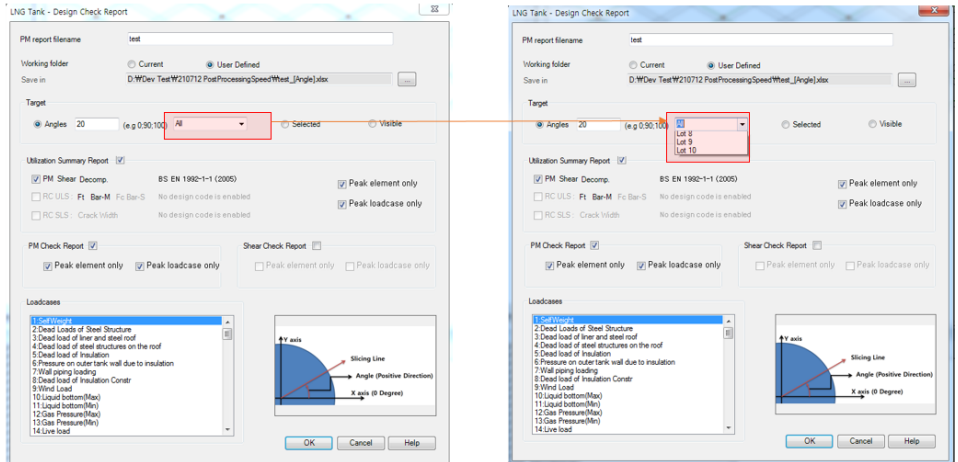 LNG Tank - Design Check Report
PM report filename test
Working folder Current User Defined
Save in D:₩Dev Test₩210712 PostProcessingSpeed₩test_[Angle].xlsx ...
Target
Angles 20 (e.g 0;90;100) All Selected Visible
Utilization Summary Report
PM Shear Decomp. BS EN 1992-1-1 (2005) Peak element only
RC ULS : Ft Bar-M Fc Bar-S No design code is enabled Peak loadcase only
RC SLS : Crack Width No design code is enabled
PM Check Report Shear Check Report
Peak element only Peak loadcase only Peak element only Peak loadcase only
Loadcases
1:SelfWeight
2:Dead Loads of Steel Structure
3:Dead load of liner and steel roof
4:Dead load of steel structures on the roof
5:Dead load of Insulation
6:Pressure on outer tank wall due to insulation
7:Wall piping loading
8:Dead load of Insulation Constr
9:Wind Load
10:Liquid bottom(Max)
11:Liquid bottom(Min)
12:Gas Pressure(Max)
13:Gas Pressure(Min)
14:Live load
Y axis
Slicing Line
Angle (Positive Direction)
X axis (0 Degree)
OK Cancel Help
LNG Tank - Design Check Report
PM report filename test
Working folder Current User Defined
Save in D:₩Dev Test₩210712 PostProcessingSpeed₩test_[Angle].xlsx ...
Target
Angles 20 (e.g 0;90;100) All Selected Visible
Lot 8
Lot 9
Lot 10
Utilization Summary Report
PM Shear Decomp. BS EN 1992-1-1 (2005) Peak element only
RC ULS : Ft Bar-M Fc Bar-S No design code is enabled Peak loadcase only
RC SLS : Crack Width No design code is enabled
PM Check Report Shear Check Report
Peak element only Peak loadcase only Peak element only Peak loadcase only
Loadcases
1:SelfWeight
2:Dead Loads of Steel Structure
3:Dead load of liner and steel roof
4:Dead load of steel structures on the roof
5:Dead load of Insulation
6:Pressure on outer tank wall due to insulation
7:Wall piping loading
8:Dead load of Insulation Constr
9:Wind Load
10:Liquid bottom(Max)
11:Liquid bottom(Min)
12:Gas Pressure(Max)
13:Gas Pressure(Min)
14:Live load
Y axis
Slicing Line
Angle (Positive Direction)
X axis (0 Degree)
OK Cancel Help